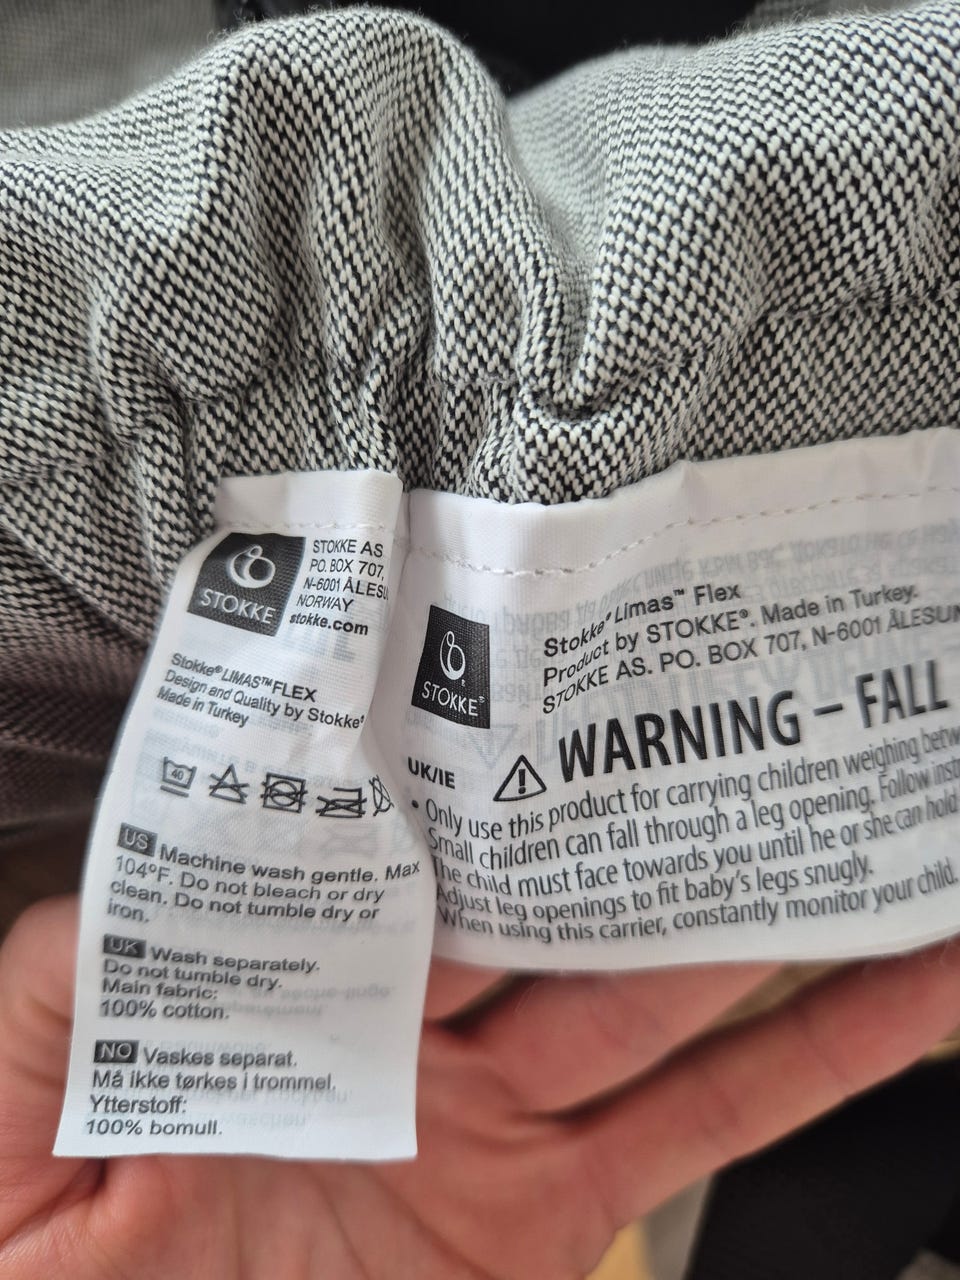 STOKKE
STOKKE AS.
PO. BOX 707,
N-6001 ÅLESU
NORWAY
stokke.com
Stokke® LIMAS™ FLEX
Design and Quality by Stokke®
Made in Turkey
40
US Machine wash gentle. Max
104°F. Do not bleach or dry
clean. Do not tumble dry or
iron.
UK Wash separately.
Do not tumble dry.
Main fabric:
100% cotton.
NO Vaskes separat.
Må ikke tørkes i trommel.
Ytterstoff:
100% bomull.
STOKKE®
Stokke® Limas™ Flex
Product by STOKKE®. Made in Turkey.
STOKKE AS. PO. BOX 707, N-6001 ÅLESUN
UK/IE
WARNING – FALL
• Only use this product for carrying children weighing betw
Small children can fall through a leg opening. Follow inst
The child must face towards you until he or she can hold
Adjust leg openings to fit baby's legs snugly.
When using this carrier, constantly monitor your child.